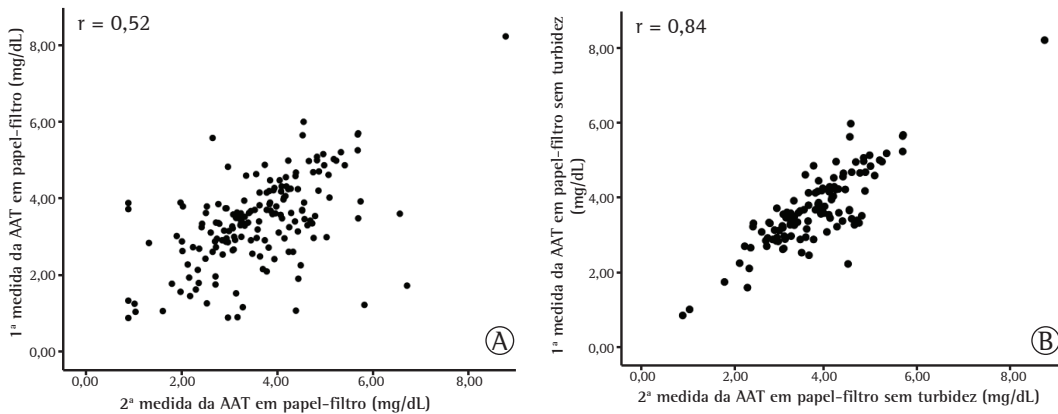 r = 0,52
8,00
6,00
4,00
2,00
0,00
1ª medida da AAT em papel-filtro (mg/dL)
0,00 2,00 4,00 6,00 8,00
2ª medida da AAT em papel-filtro (mg/dL)
A
r = 0,84
8,00
6,00
4,00
2,00
0,00
1ª medida da AAT em papel-filtro sem turbidez
(mg/dL)
0,00 2,00 4,00 6,00 8,00
2ª medida da AAT em papel-filtro sem turbidez (mg/dL)
B